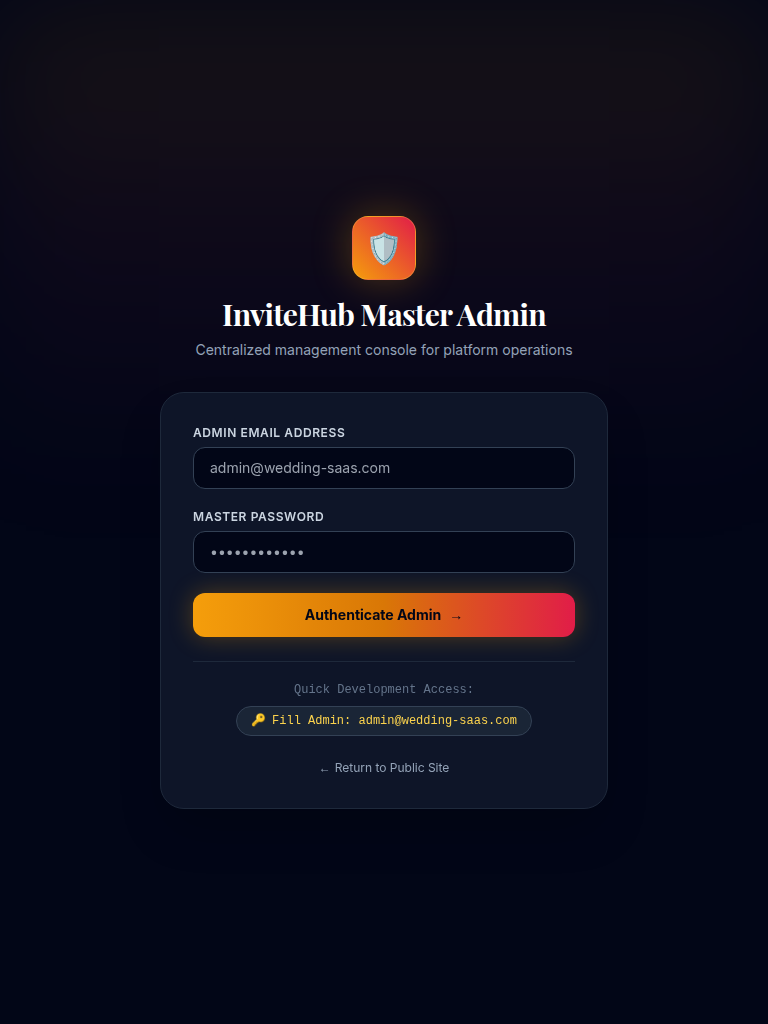 InviteHub Master Admin
Centralized management console for platform operations
ADMIN EMAIL ADDRESS
admin@wedding-saas.com
MASTER PASSWORD
••••••••••••
Authenticate Admin →
Quick Development Access:
🔑 Fill Admin: admin@wedding-saas.com
← Return to Public Site